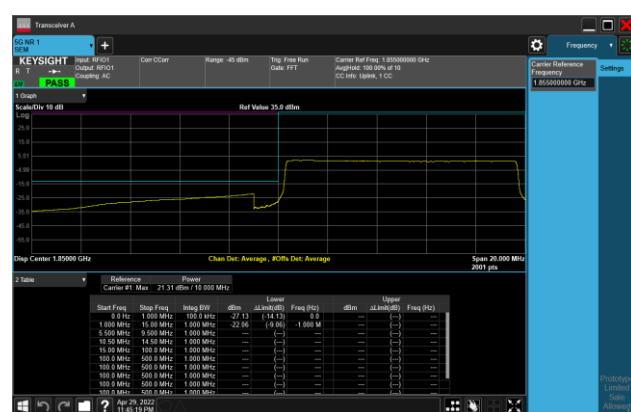 Transceiver A
5G NR 1
SEM
Frequency
KEYSIGHT
R T
PASS
Input: RFIO1
Output: RFIO1
Coupling: AC
Corr CCorr
Range: -45 dBm
Trig: Free Run
Gate: FFT
Carrier Ref Freq: 1.855000000 GHz
AvgHold: 100.00% of 10
CC Info: Uplink, 1 CC
Carrier Reference
Frequency
1.855000000 GHz
Settings
1 Graph
Scale/Div 10 dB
Ref Value 35.0 dBm
Log
25.0
15.0
5.01
-4.99
-15.0
-25.0
-35.0
-45.0
-55.0
Disp Center 1.85000 GHz
Chan Det: Average , #Offs Det: Average
Span 20.000 MHz
2001 pts
2 Table
Reference Power
Carrier #1 Max 21.31 dBm / 10.000 MHz
Lower Upper
Start Freq Stop Freq Integ BW dBm ΔLimit(dB) Freq (Hz) dBm ΔLimit(dB) Freq (Hz)
0.0 Hz 1.000 MHz 100.0 kHz -27.13 (-14.13) 0.0 --- (---) ---
1.000 MHz 15.00 MHz 1.000 MHz -22.06 (-9.06) -1.000 M --- (---) ---
5.500 MHz 9.500 MHz 1.000 MHz --- (---) --- --- (---) ---
10.50 MHz 14.50 MHz 1.000 MHz --- (---) --- --- (---) ---
15.00 MHz 100.0 MHz 1.000 MHz --- (---) --- --- (---) ---
100.0 MHz 500.0 MHz 1.000 MHz --- (---) --- --- (---) ---
100.0 MHz 500.0 MHz 1.000 MHz --- (---) --- --- (---) ---
100.0 MHz 500.0 MHz 1.000 MHz --- (---) --- --- (---) ---
100.0 MHz 500.0 MHz 1.000 MHz --- (---) --- --- (---) ---
Prototype
Limited
Sale
Allowed
Apr 29, 2022
11:45:19 PM